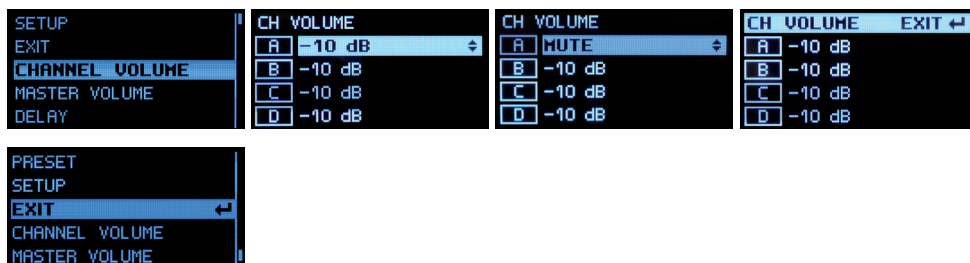 SETUP
EXIT
CHANNEL VOLUME
MASTER VOLUME
DELAY
CH VOLUME
A -10 dB
B -10 dB
C -10 dB
D -10 dB
CH VOLUME
A MUTE
B -10 dB
C -10 dB
D -10 dB
CH VOLUME EXIT ↵
A -10 dB
B -10 dB
C -10 dB
D -10 dB
PRESET
SETUP
EXIT ↵
CHANNEL VOLUME
MASTER VOLUME